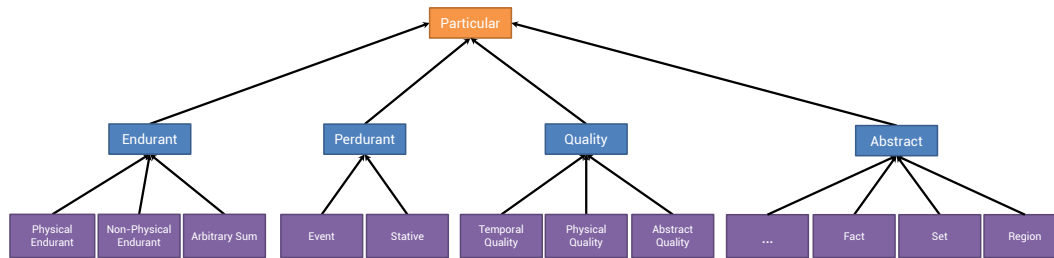 Particular
Endurant
Perdurant
Quality
Abstract
Physical
Endurant
Non-Physical
Endurant
Arbitrary Sum
Event
Stative
Temporal
Quality
Physical
Quality
Abstract
Quality
...
Fact
Set
Region